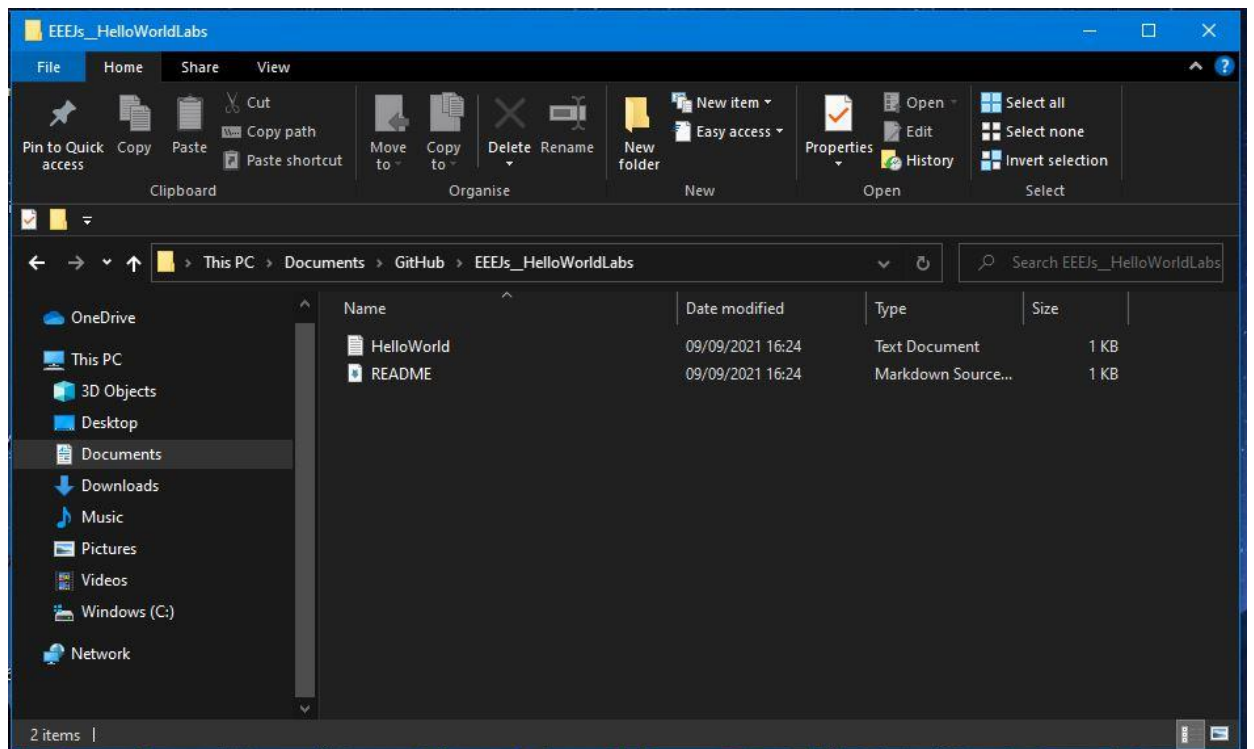 EEEJs__HelloWorldLabs
File Home Share View
Pin to Quick access
Copy
Paste
Cut
Copy path
Paste shortcut
Clipboard
Move to
Copy to
Delete
Rename
Organise
New folder
New item
Easy access
New
Properties
Open
Edit
History
Open
Select all
Select none
Invert selection
Select
This PC > Documents > GitHub > EEEJs__HelloWorldLabs
Search EEEJs__HelloWorldLabs
OneDrive
This PC
3D Objects
Desktop
Documents
Downloads
Music
Pictures
Videos
Windows (C:)
Network
Name Date modified Type Size
HelloWorld 09/09/2021 16:24 Text Document 1 KB
README 09/09/2021 16:24 Markdown Source... 1 KB
2 items